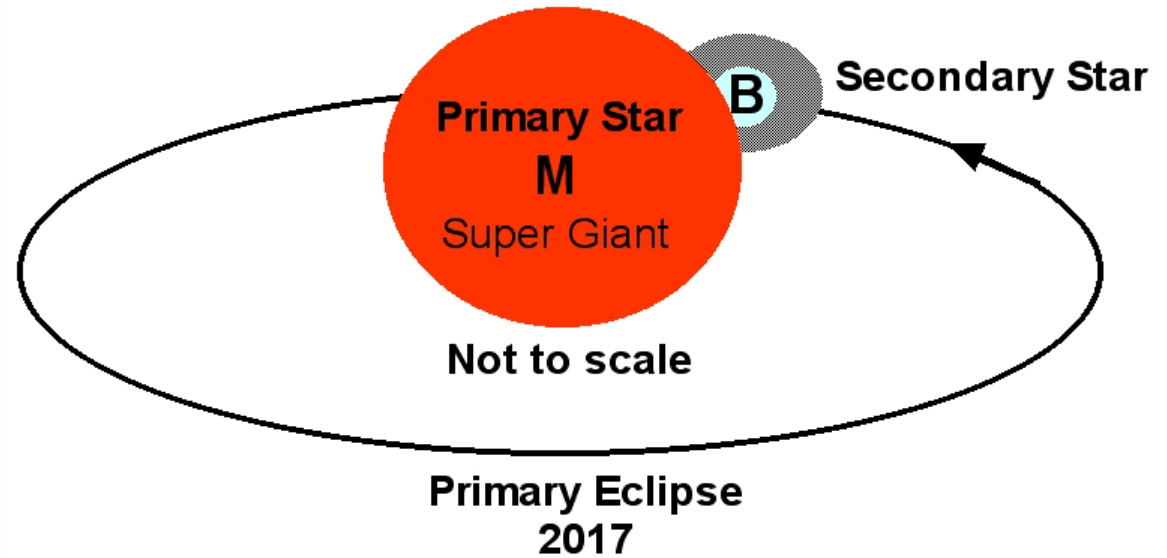 Primary Star
M
Super Giant
B
Secondary Star
Not to scale
Primary Eclipse
2017